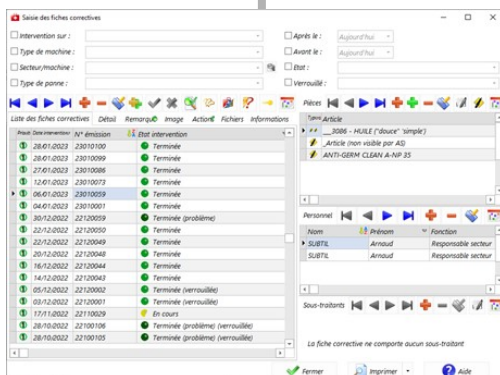 Saisie des fiches correctives
Intervention sur :
Après le : Aujourd'hui
Type de machine :
Avant le : Aujourd'hui
Secteur/machine :
Etat :
Type de panne :
Verrouillé :
Liste des fiches correctives Détail Remarque Image Action Fichiers Informations
Date intervention N° émission Etat intervention
28/01/2023 23010100 Terminée
28/01/2023 23010099 Terminée
27/01/2023 23010086 Terminée
12/01/2023 23010073 Terminée
06/01/2023 23010059 Terminée
04/01/2023 23010001 Terminée
30/12/2022 22120059 Terminée (problème)
22/12/2022 22120050 Terminée
22/12/2022 22120049 Terminée
20/12/2022 22120048 Terminée
16/12/2022 22120044 Terminée
14/12/2022 22120043 Terminée
05/12/2022 22120002 Terminée (verrouillée)
03/12/2022 22120001 Terminée (verrouillée)
17/11/2022 22110029 En cours
28/10/2022 22100106 Terminée (problème) (verrouillée)
28/10/2022 22100105 Terminée (problème) (verrouillée)
Pièces
Article
__3086 - HUILE ("douce" 'simple')
_Article (non visible par AS)
ANTI-GERM CLEAN A-NP 35
Personnel
Nom Prénom Fonction
SUBTIL Arnaud Responsable secteur
SUBTIL Arnaud Responsable secteur
Sous-traitants
La fiche corrective ne comporte aucun sous-traitant
Fermer Imprimer Aide